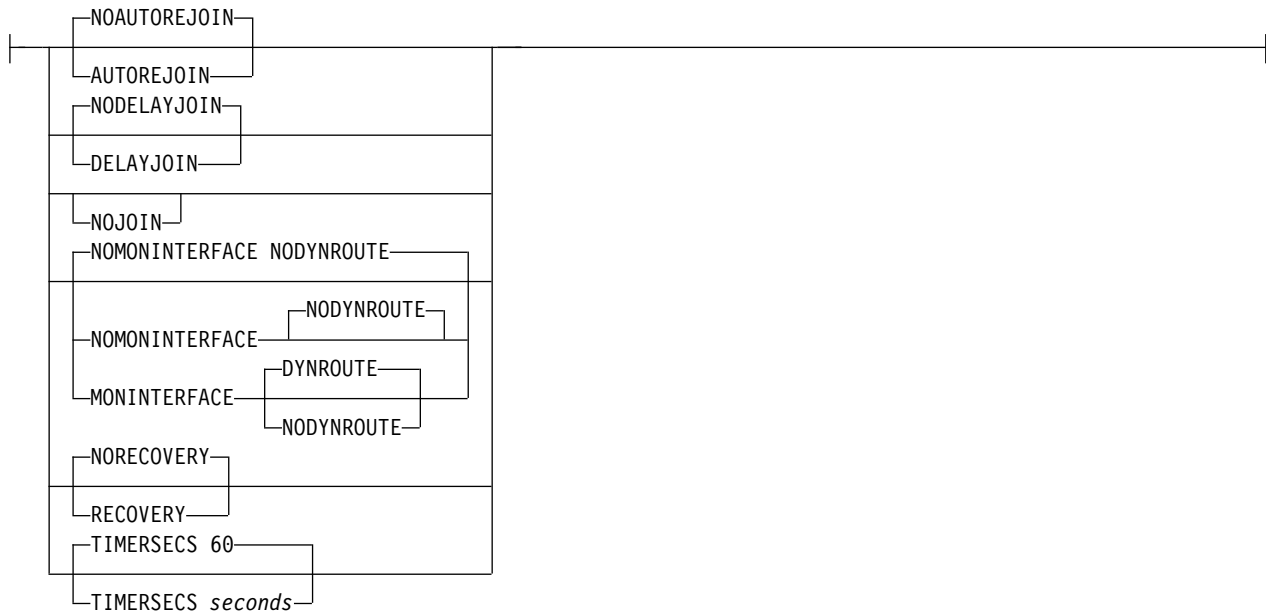 NOAUTOREJOIN
AUTOREJOIN
NODELAYJOIN
DELAYJOIN
NOJOIN
NOMONINTERFACE NODYNROUTE
NODYNROUTE
NOMONINTERFACE
DYNROUTE
MONINTERFACE
NODYNROUTE
NORECOVERY
RECOVERY
TIMERSECS 60
TIMERSECS seconds